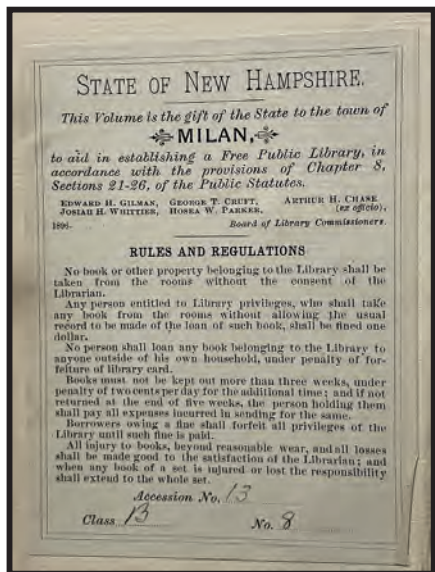 STATE OF NEW HAMPSHIRE.
This Volume is the gift of the State to the town of
MILAN,
to aid in establishing a Free Public Library, in
accordance with the provisions of Chapter 8,
Sections 21-26, of the Public Statutes.
EDWARD H. GILMAN, GEORGE T. CRUFT, ARTHUR H. CHASE
JOSIAH H. WHITTIER, HOSEA W. PARKER, (ex officio),
1896- Board of Library Commissioners.
RULES AND REGULATIONS
No book or other property belonging to the Library shall be
taken from the rooms without the consent of the
Librarian.
Any person entitled to Library privileges, who shall take
any book from the rooms without allowing the usual
record to be made of the loan of such book, shall be fined one
dollar.
No person shall loan any book belonging to the Library to
anyone outside of his own household, under penalty of for-
feiture of library card.
Books must not be kept out more than three weeks, under
penalty of two cents per day for the additional time; and if not
returned at the end of five weeks, the person holding them
shall pay all expenses incurred in sending for the same.
Borrowers owing a fine shall forfeit all privileges of the
Library until such fine is paid.
All injury to books, beyond reasonable wear, and all losses
shall be made good to the satisfaction of the Librarian; and
when any book of a set is injured or lost the responsibility
shall extend to the whole set.
Accession No. 13
Class B No. 8